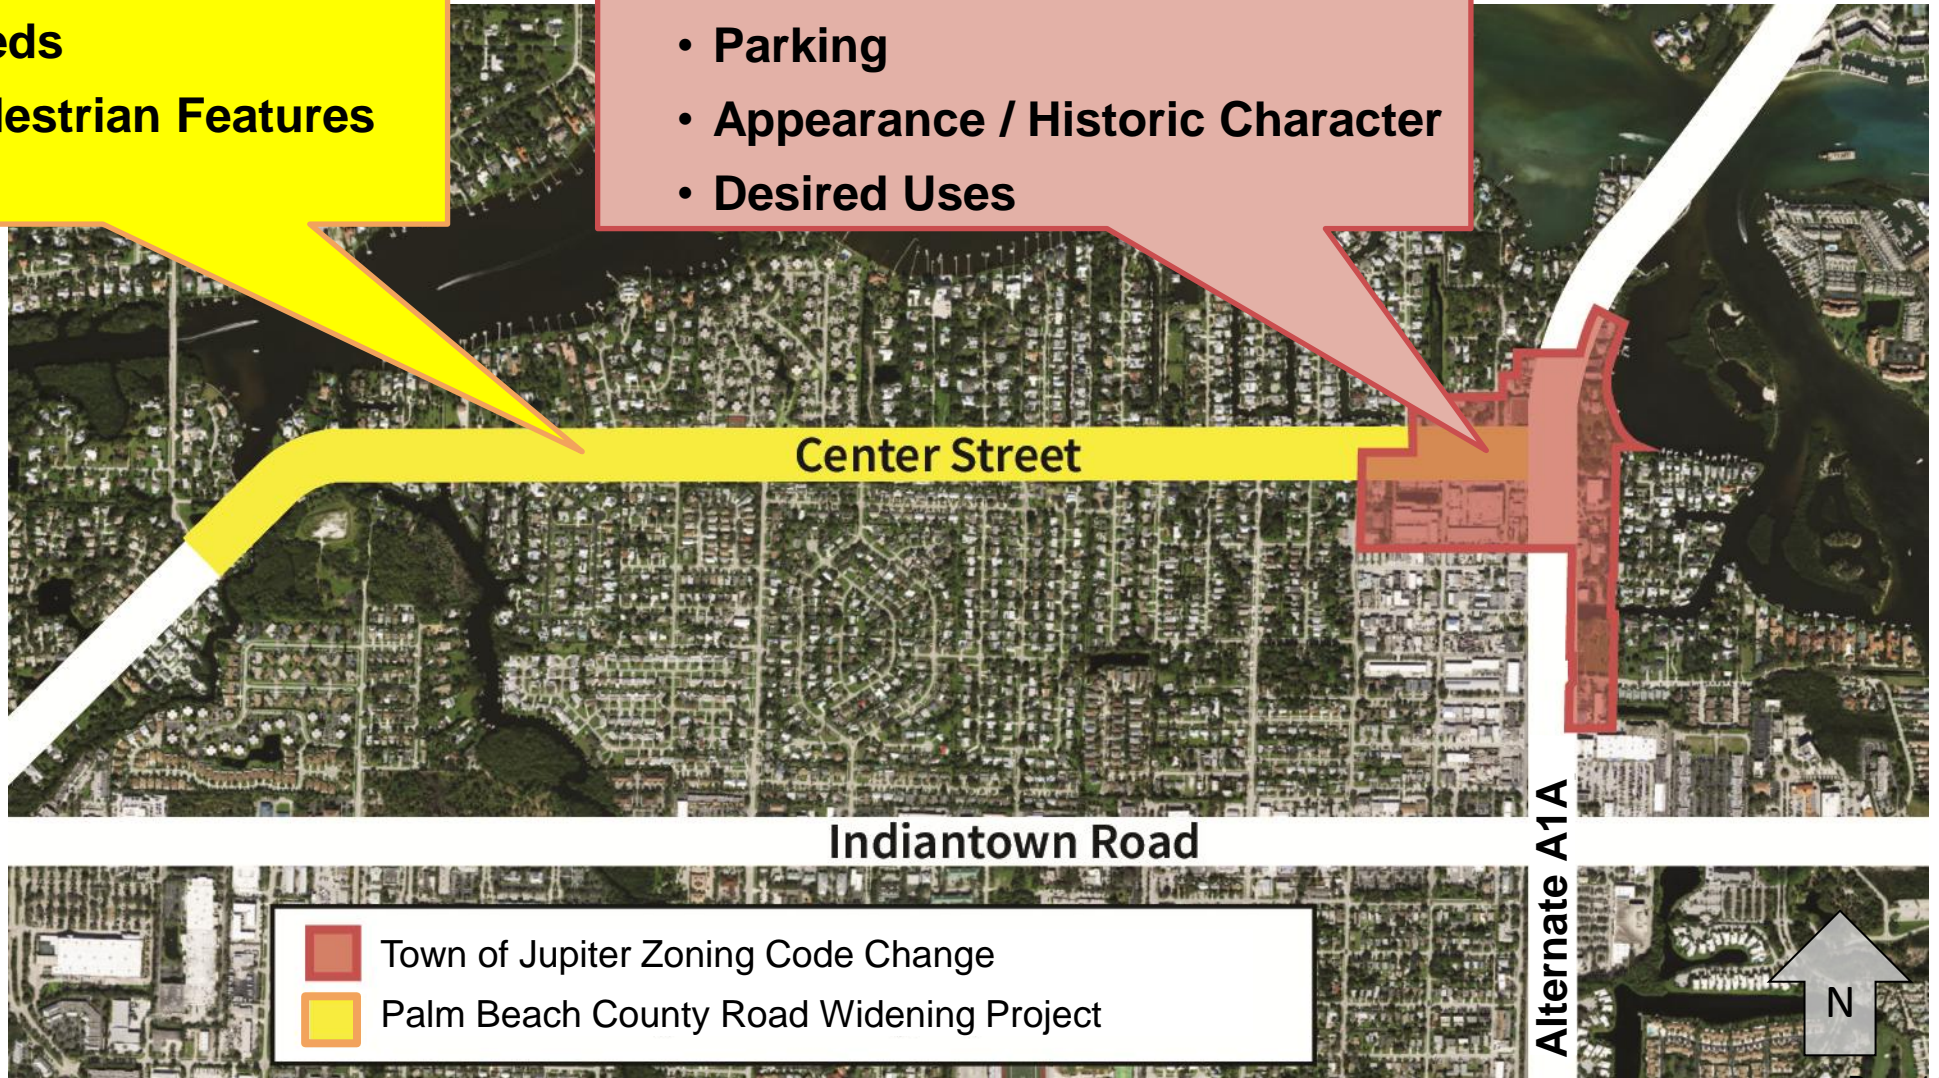 eds
destrian Features
• Parking
• Appearance / Historic Character
• Desired Uses
Center Street
Indiantown Road
Alternate A1A
Town of Jupiter Zoning Code Change
Palm Beach County Road Widening Project
N